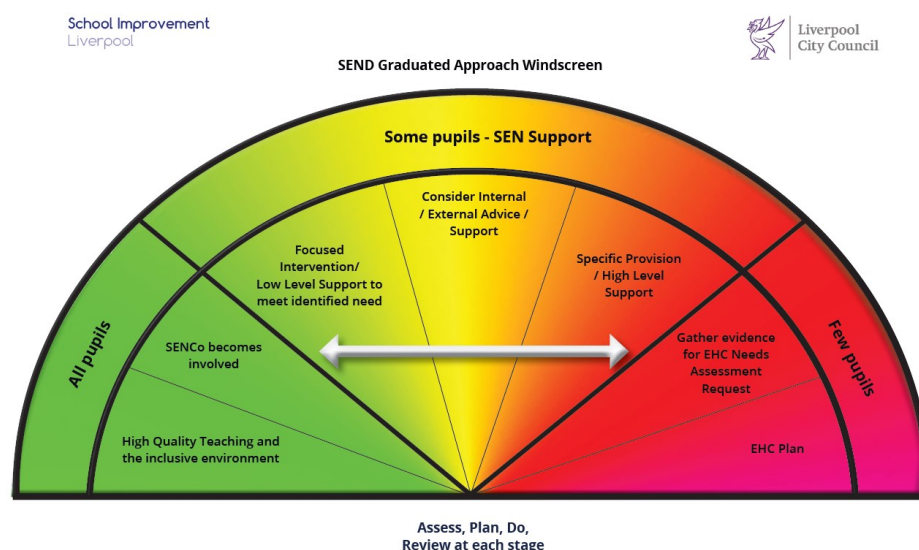 School Improvement
Liverpool
Liverpool
City Council
SEND Graduated Approach Windscreen
Some pupils - SEN Support
Consider Internal
/ External Advice /
Support
Focused
Intervention/
Low Level Support to
meet identified need
Specific Provision
/ High Level
Support
All pupils
SENCo becomes
involved
Gather evidence
for EHC Needs
Assessment
Request
Few pupils
High Quality Teaching and
the inclusive environment
EHC Plan
Assess, Plan, Do,
Review at each stage